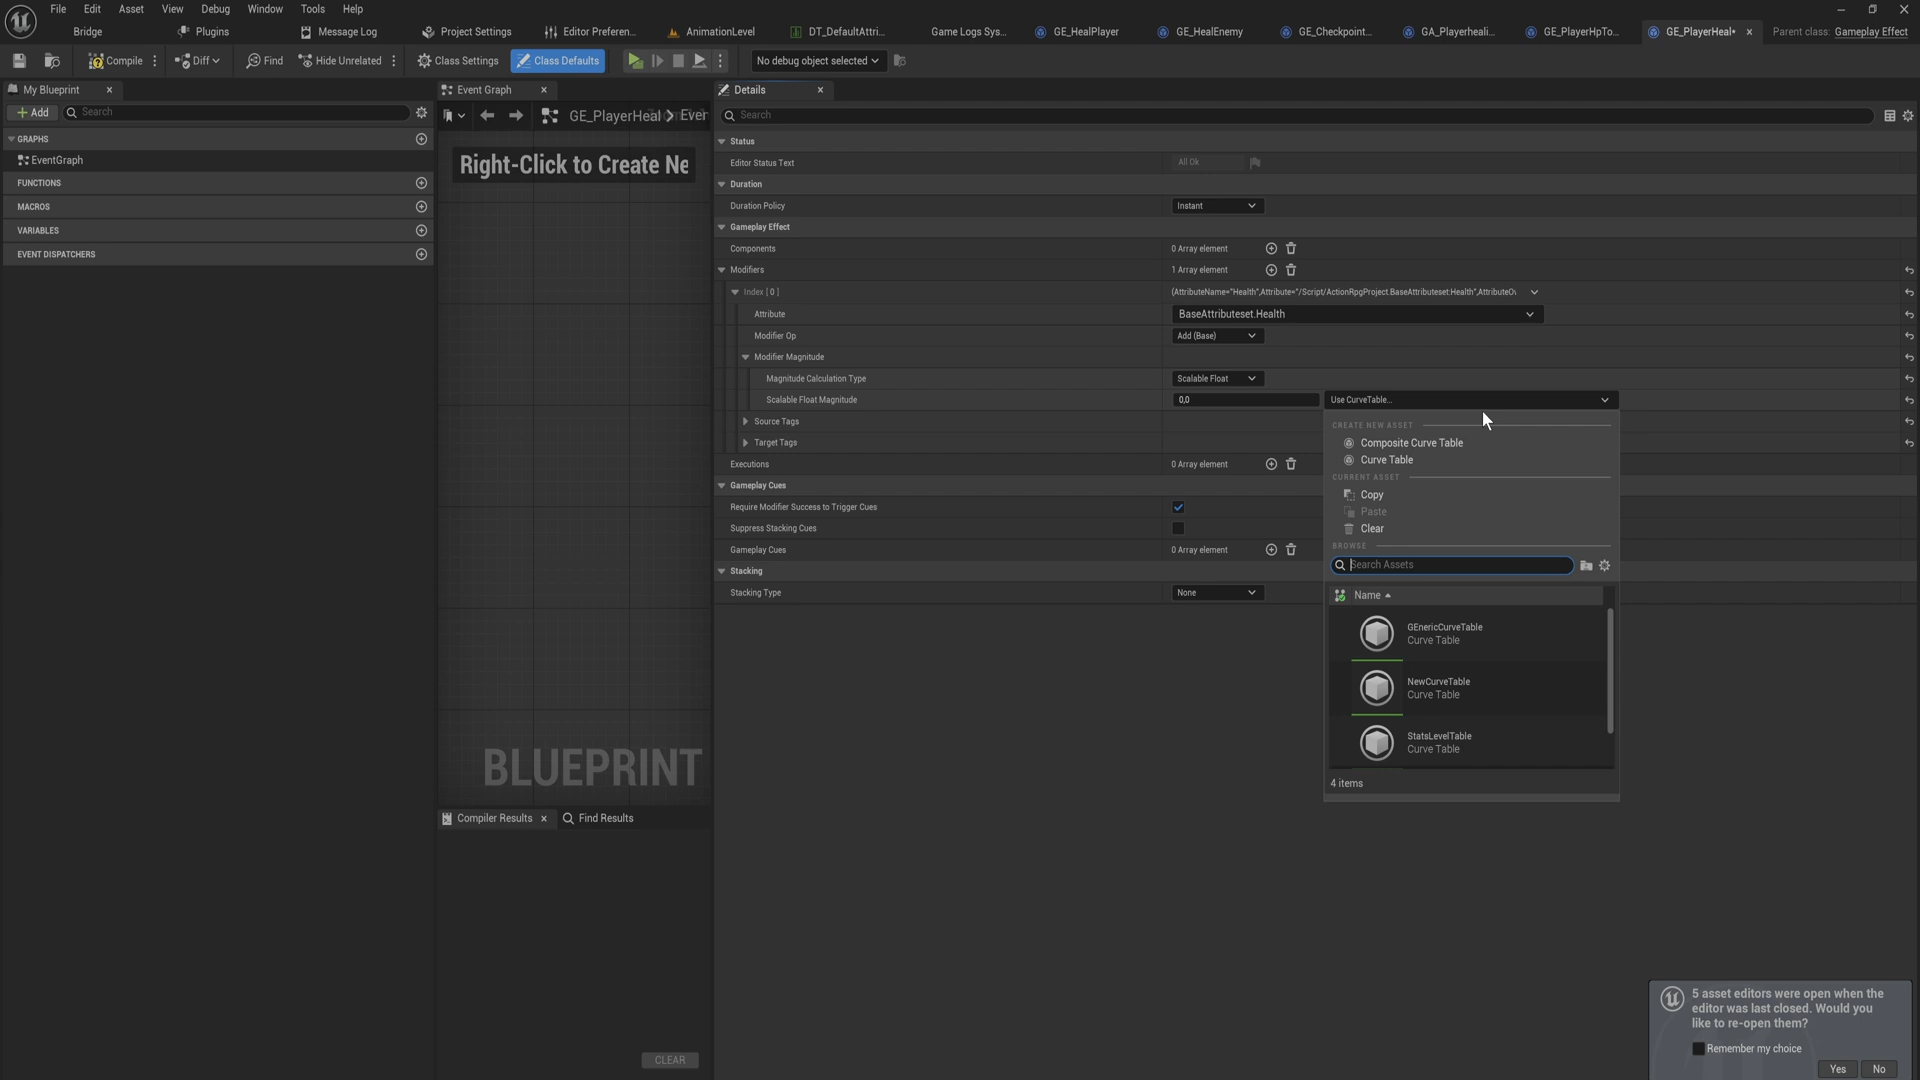 File Edit Asset View Debug Window Tools Help
Bridge Plugins Message Log Project Settings Editor Preferen... AnimationLevel DT_DefaultAttri... Game Logs Sys... GE_HealPlayer GE_HealEnemy GE_Checkpoint... GA_Playerheali... GE_PlayerHpTo... GE_PlayerHeal* Parent class: Gameplay Effect
Compile Diff Find Hide Unrelated Class Settings Class Defaults No debug object selected
My Blueprint
Add Search
GRAPHS
EventGraph
FUNCTIONS
MACROS
VARIABLES
EVENT DISPATCHERS
Event Graph
GE_PlayerHeal > Ever
Right-Click to Create Ne
BLUEPRINT
Compiler Results Find Results
CLEAR
Details
Search
Status
Editor Status Text All Ok
Duration
Duration Policy Instant
Gameplay Effect
Components 0 Array element
Modifiers 1 Array element
Index [ 0 ] (AttributeName="Health",Attribute="/Script/ActionRpgProject.BaseAttributeset:Health",AttributeOv
Attribute BaseAttributeset.Health
Modifier Op Add (Base)
Modifier Magnitude
Magnitude Calculation Type Scalable Float
Scalable Float Magnitude 0,0 Use CurveTable...
Source Tags
Target Tags
Executions 0 Array element
Gameplay Cues
Require Modifier Success to Trigger Cues
Suppress Stacking Cues
Gameplay Cues 0 Array element
Stacking
Stacking Type None
CREATE NEW ASSET
Composite Curve Table
Curve Table
CURRENT ASSET
Copy
Paste
Clear
BROWSE
Search Assets
Name
GEnericCurveTable
Curve Table
NewCurveTable
Curve Table
StatsLevelTable
Curve Table
4 items
5 asset editors were open when the
editor was last closed. Would you
like to re-open them?
Remember my choice
Yes No